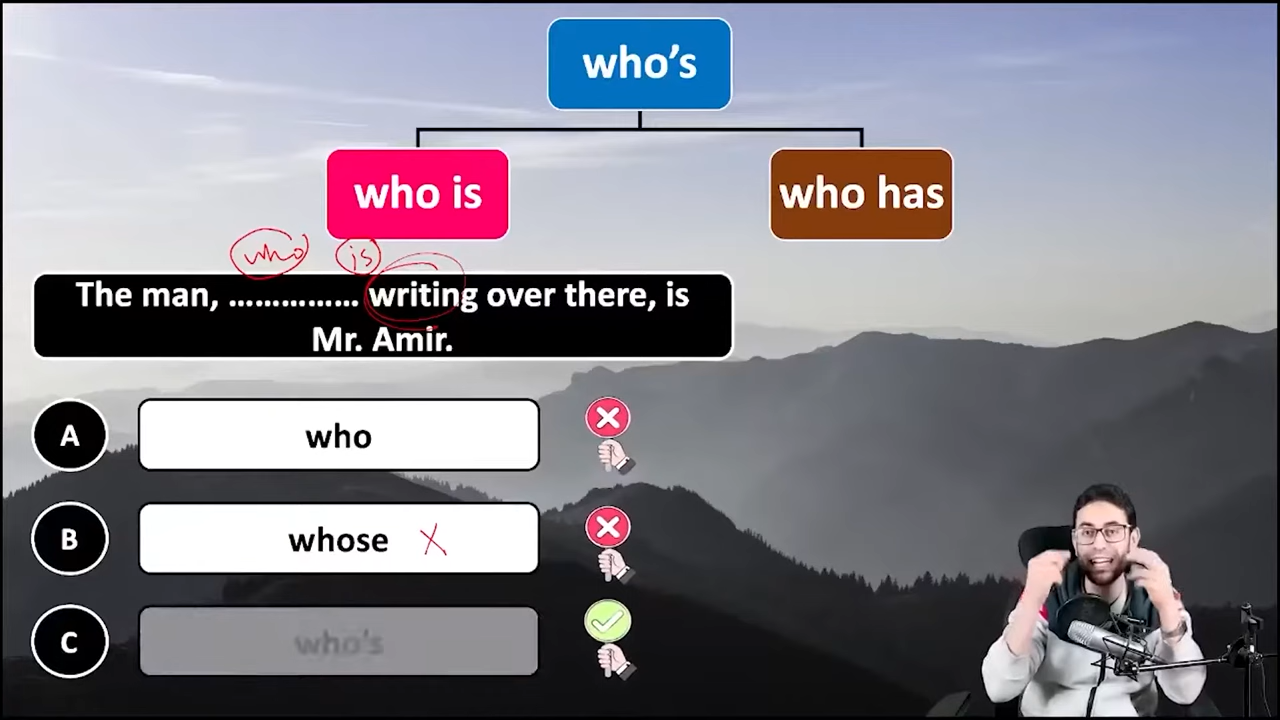 who's
who is
who has
who is
The man, ............... writing over there, is
Mr. Amir.
A
who
B
whose X
C
who's